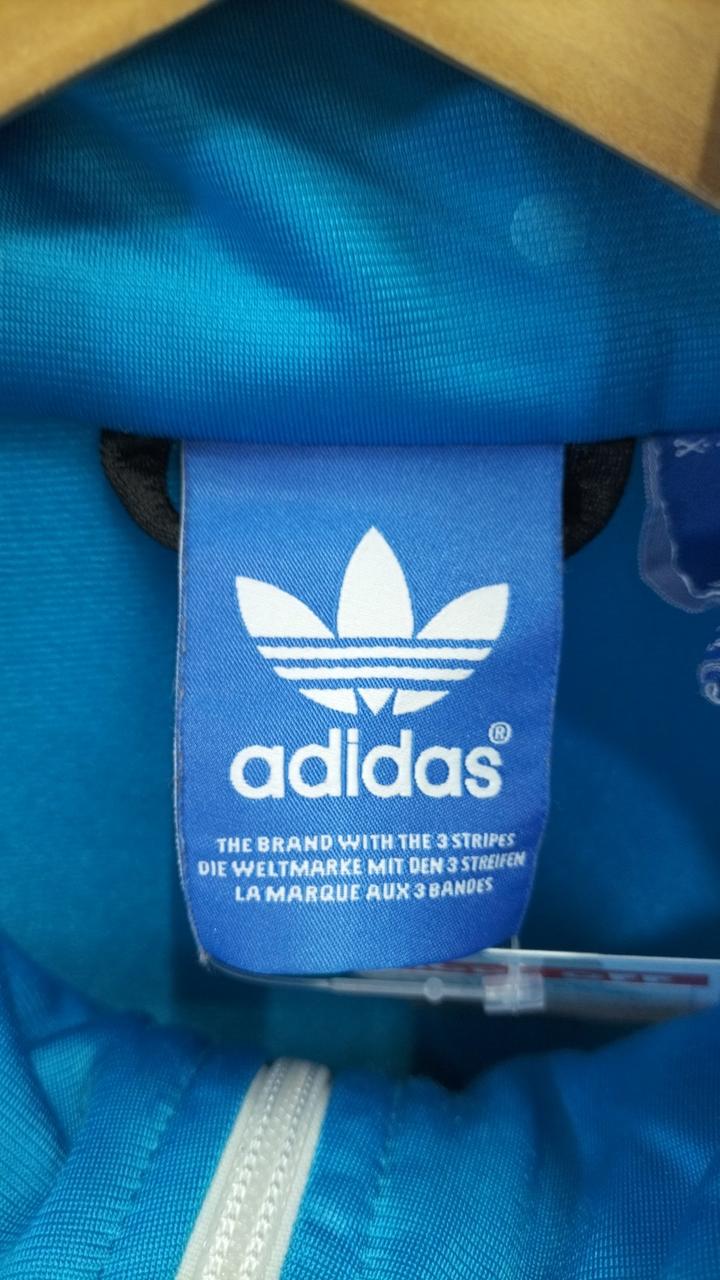 adidas®
THE BRAND WITH THE 3 STRIPES
DIE WELTMARKE MIT DEN 3 STREIFEN
LA MARQUE AUX 3 BANDES